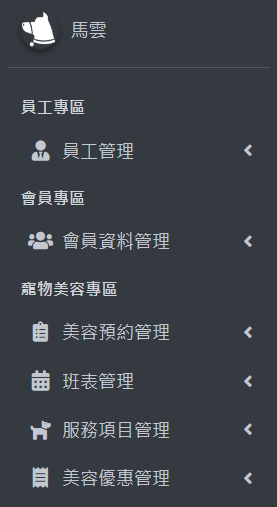 馬雲
員工專區
員工管理
會員專區
會員資料管理
寵物美容專區
美容預約管理
班表管理
服務項目管理
美容優惠管理